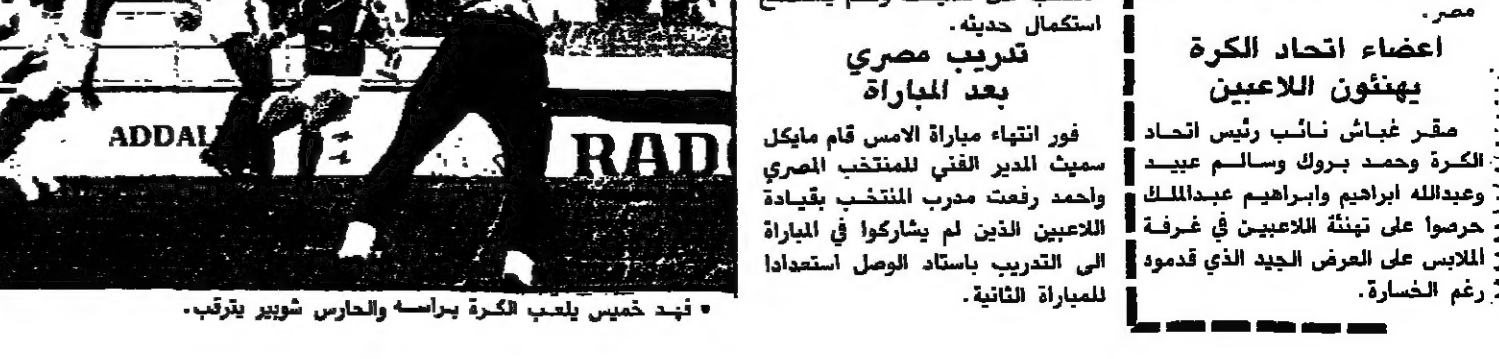 مصر.
اعضاء اتحاد الكرة
يهنئون اللاعبين
صقر غباش نائب رئيس اتحاد
الكرة وحمد بروك وسالم عبيد
وعبدالله ابراهيم وابراهيم عبدالملك
حرصوا على تهنئة اللاعبين في غرفة
الملابس على العرض الجيد الذي قدموه
رغم الخسارة.
استكمال حديثه.
تدريب مصري
بعد المباراة
فور انتهاء مباراة الامس قام مايكل
سميث المدير الفني للمنتخب المصري
واحمد رفعت مدرب المنتخب بقيادة
اللاعبين الذين لم يشاركوا في المباراة
الى التدريب باستاد الوصل استعدادا
للمباراة الثانية.
ADDAL
RAD
• فهد خميس يلعب الكرة براسه والحارس شوبير يترقب.